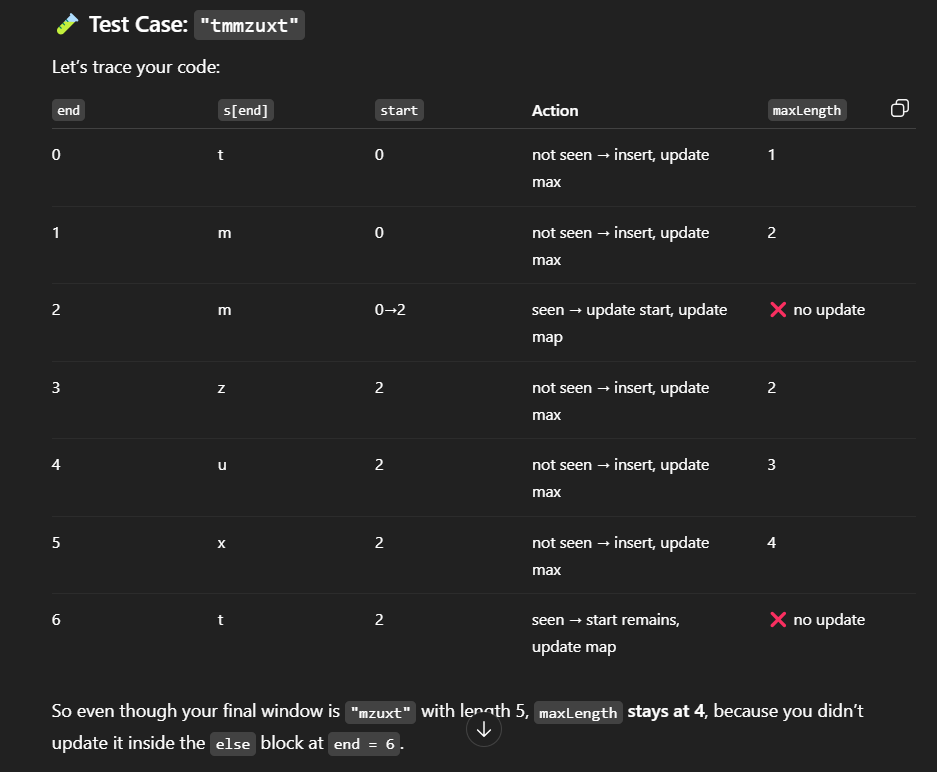 Test Case: "tmmzuxt"
Let's trace your code:
end s[end] start Action maxLength
0 t 0 not seen → insert, update 1
max
1 m 0 not seen → insert, update 2
max
2 m 0→2 seen → update start, update ❌ no update
map
3 z 2 not seen → insert, update 2
max
4 u 2 not seen → insert, update 3
max
5 x 2 not seen → insert, update 4
max
6 t 2 seen → start remains, ❌ no update
update map
So even though your final window is "mzuxt" with length 5, maxLength stays at 4, because you didn't
update it inside the else block at end = 6.